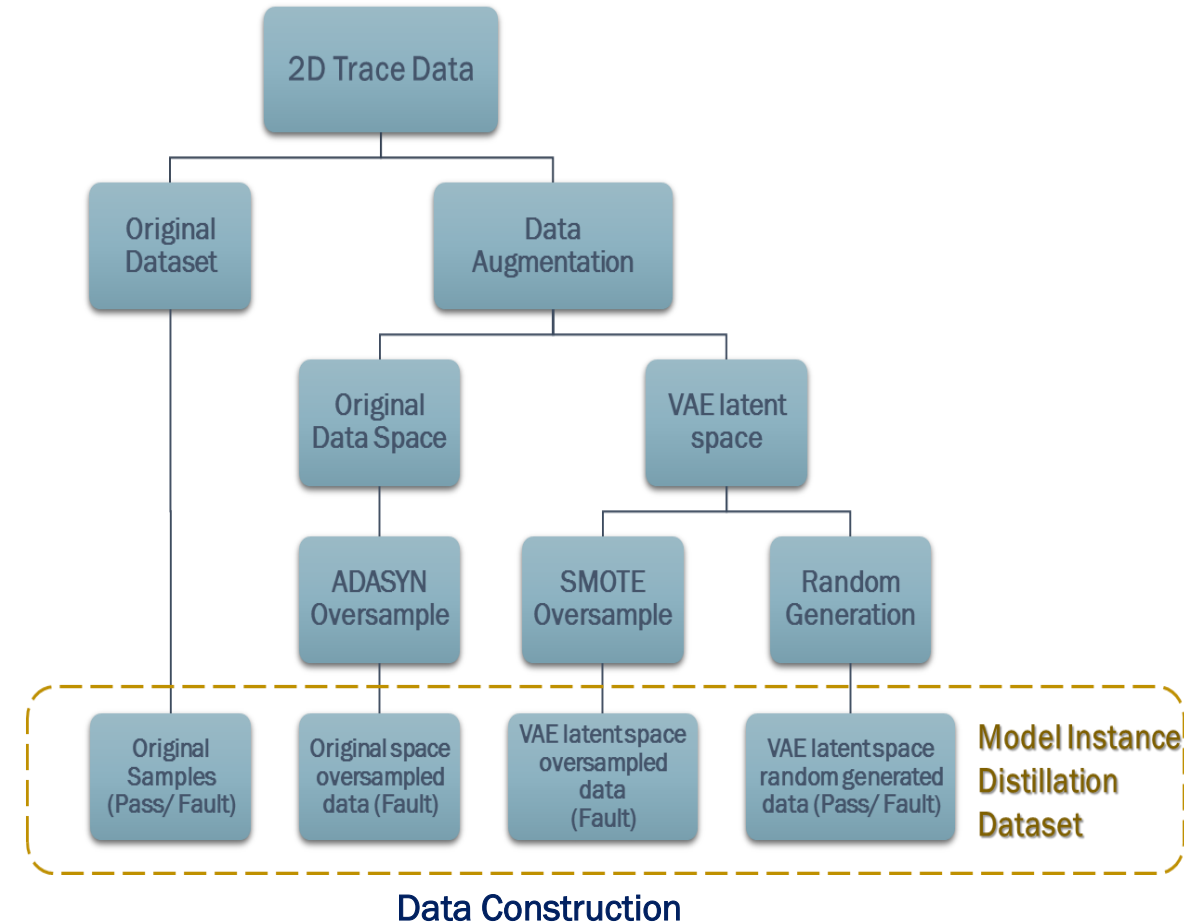 2D Trace Data
Original
Dataset
Data
Augmentation
Original
Data Space
VAE latent
space
ADASYN
Oversample
SMOTE
Oversample
Random
Generation
Original
Samples
(Pass/ Fault)
Original space
oversampled
data (Fault)
VAE latent space
oversampled
data
(Fault)
VAE latent space
random generated
data (Pass/ Fault)
Model Instance
Distillation
Dataset
Data Construction